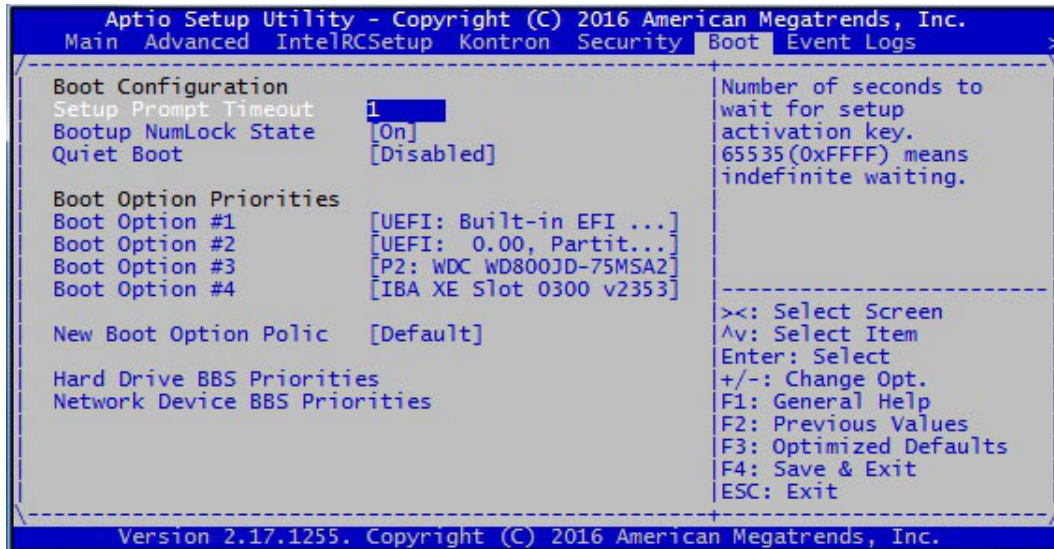 Aptio Setup Utility - Copyright (C) 2016 American Megatrends, Inc.
Main Advanced IntelRCSetup Kontron Security Boot Event Logs >
Boot Configuration
Setup Prompt Timeout 1
Bootup NumLock State [On]
Quiet Boot [Disabled]
Boot Option Priorities
Boot Option #1 [UEFI: Built-in EFI ...]
Boot Option #2 [UEFI: 0.00, Partit...]
Boot Option #3 [P2: WDC WD800JD-75MSA2]
Boot Option #4 [IBA XE Slot 0300 v2353]
New Boot Option Polic [Default]
Hard Drive BBS Priorities
Network Device BBS Priorities
Number of seconds to
wait for setup
activation key.
65535(0xFFFF) means
indefinite waiting.
><: Select Screen
^v: Select Item
Enter: Select
+/-: Change Opt.
F1: General Help
F2: Previous Values
F3: Optimized Defaults
F4: Save & Exit
ESC: Exit
Version 2.17.1255. Copyright (C) 2016 American Megatrends, Inc.